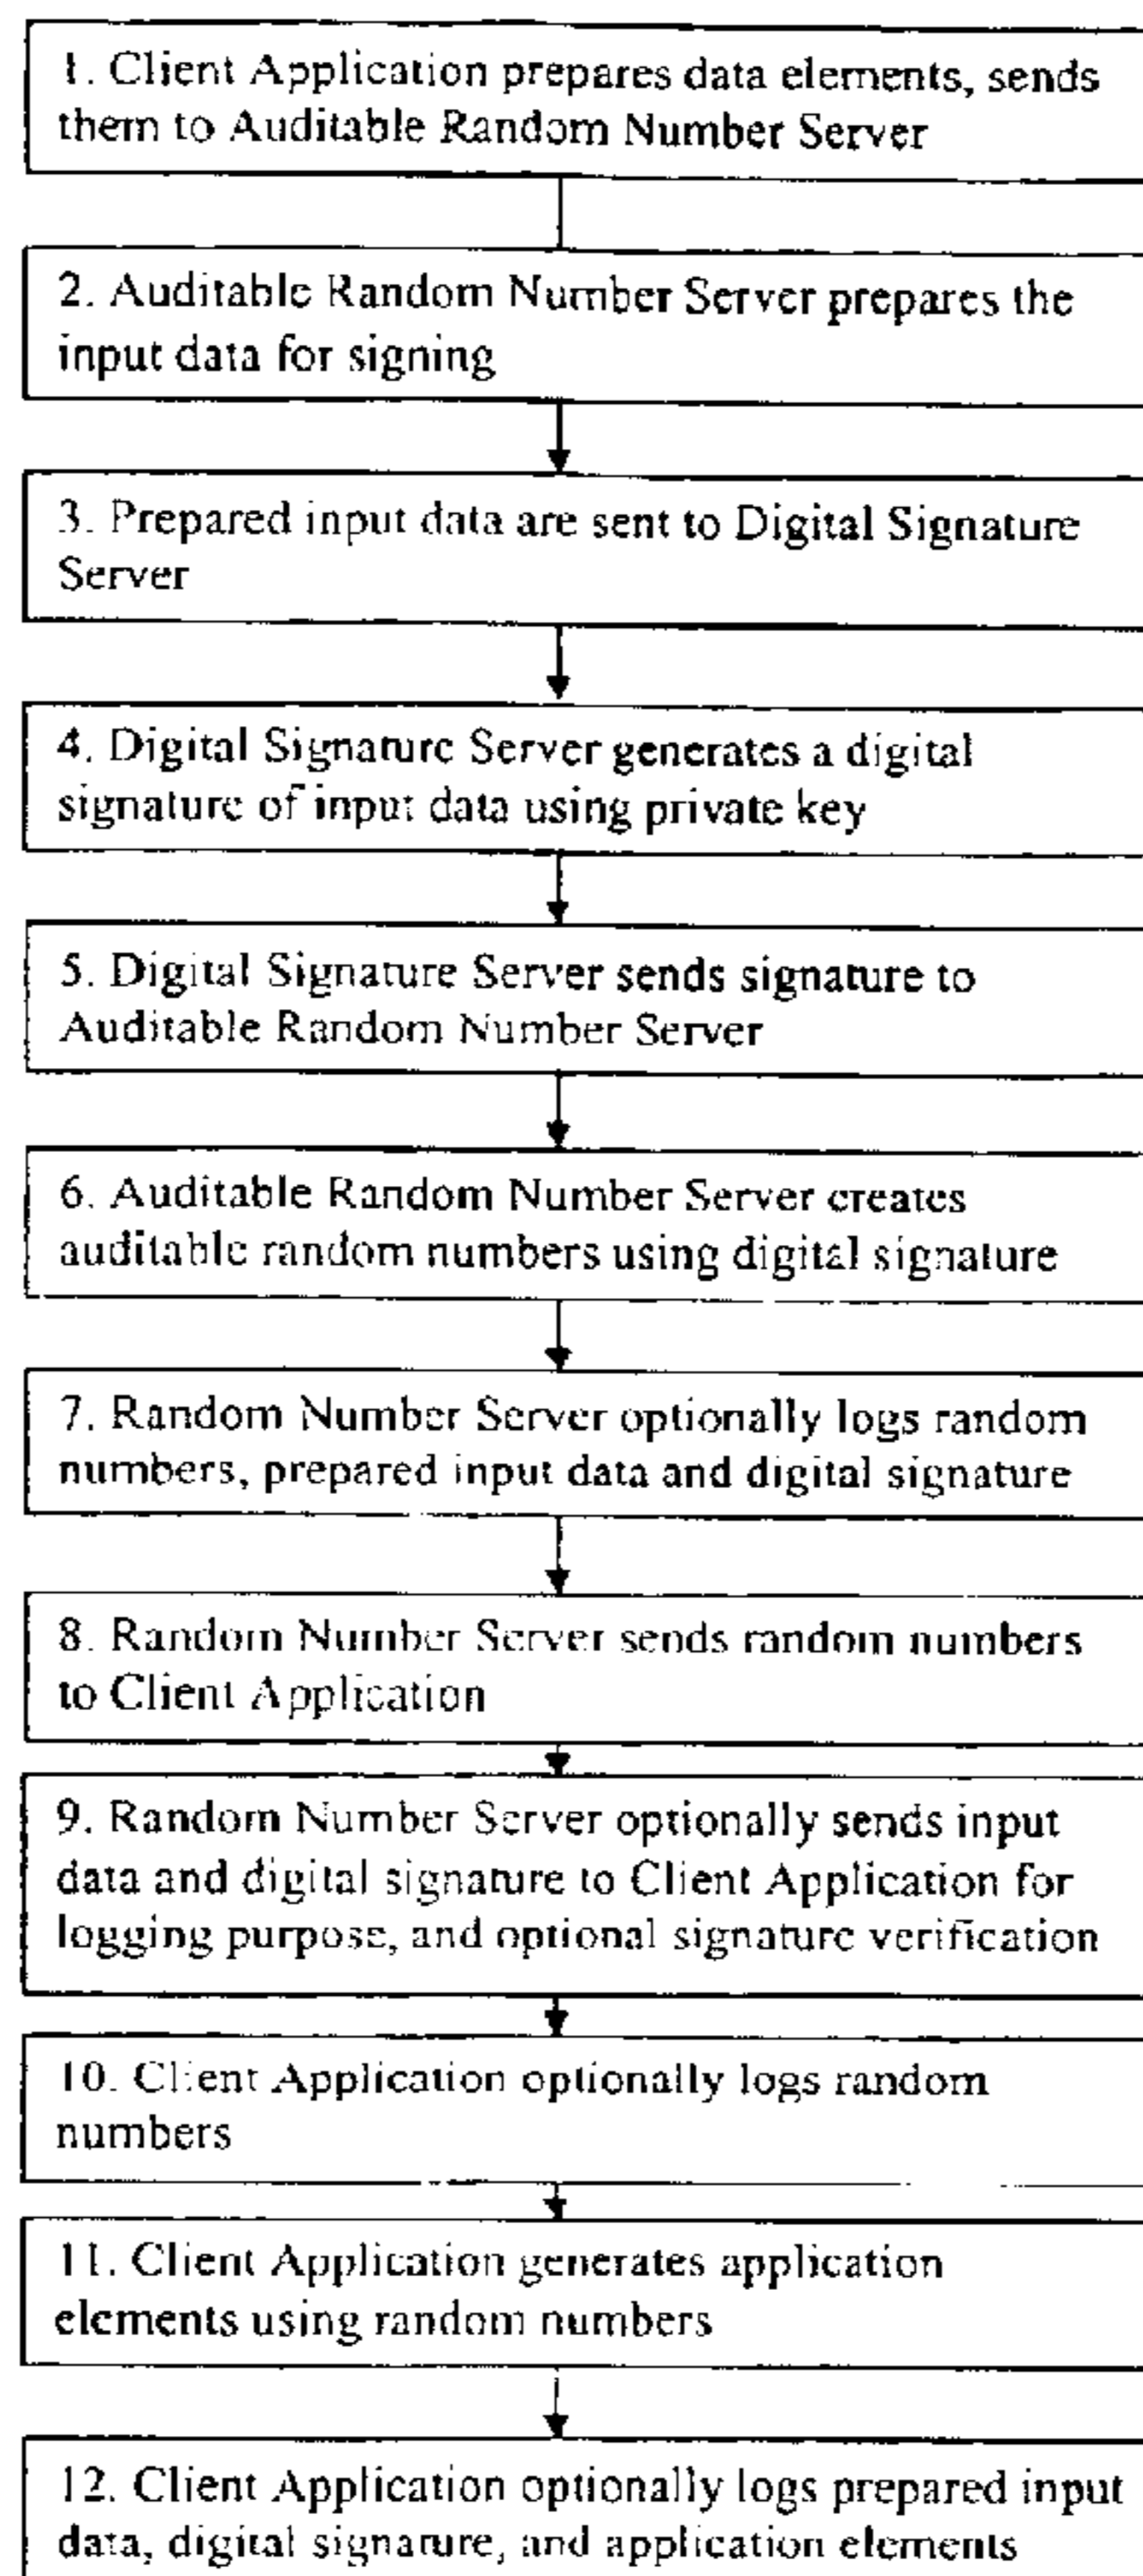 1. Client Application prepares data elements, sends
them to Auditable Random Number Server
2. Auditable Random Number Server prepares the
input data for signing
3. Prepared input data are sent to Digital Signature
Server
4. Digital Signature Server generates a digital
signature of input data using private key
5. Digital Signature Server sends signature to
Auditable Random Number Server
6. Auditable Random Number Server creates
auditable random numbers using digital signature
7. Random Number Server optionally logs random
numbers, prepared input data and digital signature
8. Random Number Server sends random numbers
to Client Application
9. Random Number Server optionally sends input
data and digital signature to Client Application for
logging purpose, and optional signature verification
10. Client Application optionally logs random
numbers
11. Client Application generates application
elements using random numbers
12. Client Application optionally logs prepared input
data, digital signature, and application elements